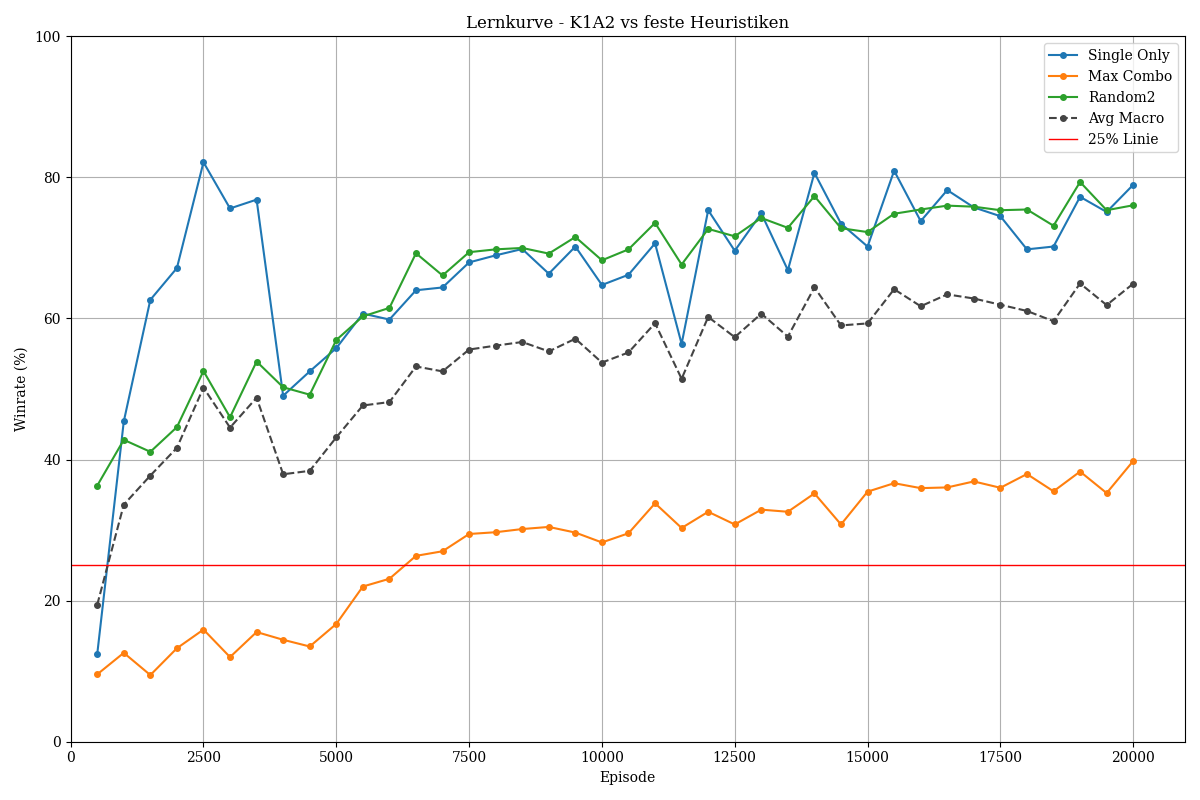 Lernkurve - K1A2 vs feste Heuristiken
100
80
60
40
20
0
Winrate (%)
Single Only
Max Combo
Random2
Avg Macro
25% Linie
0 2500 5000 7500 10000 12500 15000 17500 20000
Episode